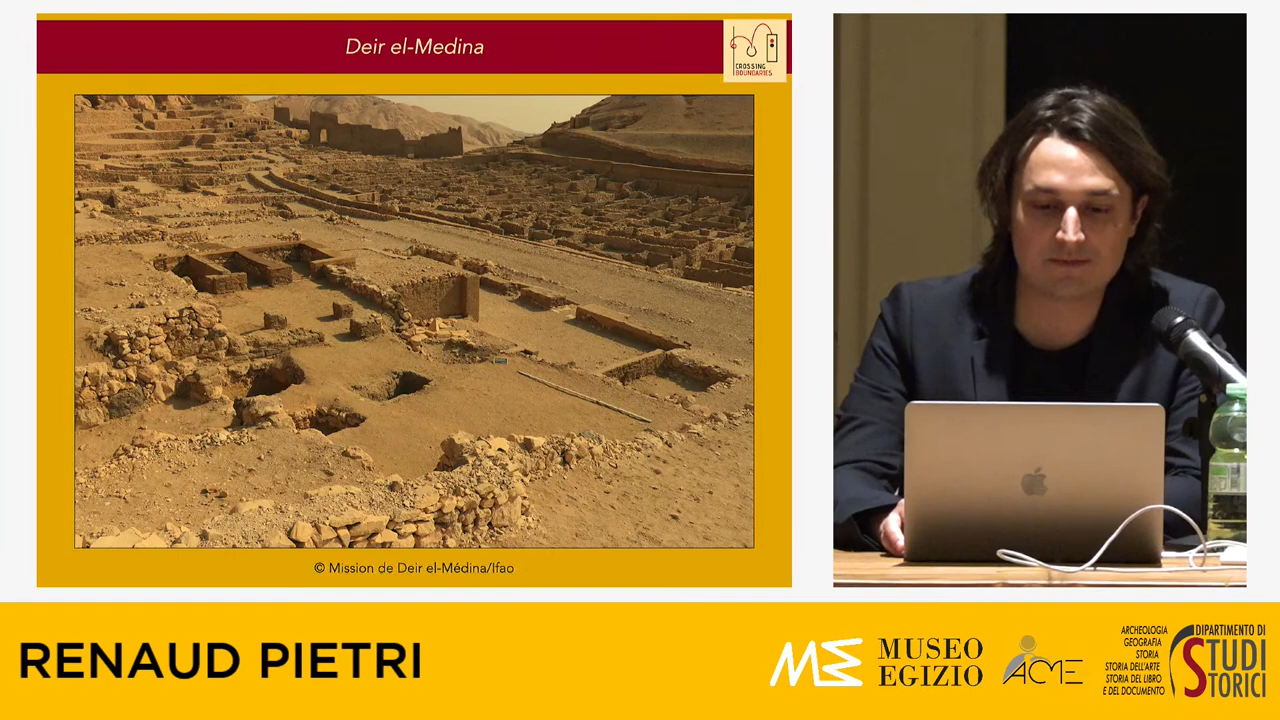 Deir el-Medina
CROSSING
BOUNDARIES
© Mission de Deir el-Médina/Ifao
RENAUD PIETRI
MUSEO
EGIZIO
ACME
ARCHEOLOGIA
GEOGRAFIA
STORIA
STORIA DELL'ARTE
STORIA DEL LIBRO
E DEL DOCUMENTO
DIPARTIMENTO DI
STUDI
STORICI